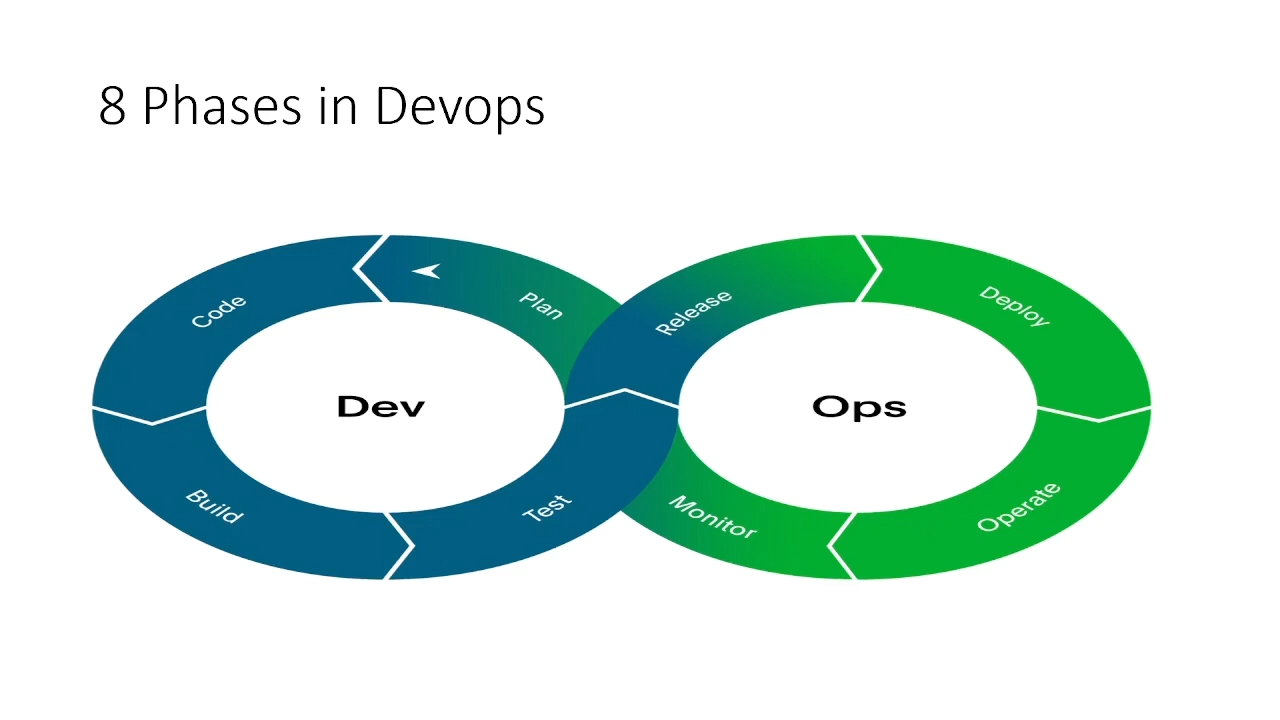 8 Phases in Devops
Plan
Code
Build
Test
Release
Deploy
Operate
Monitor
Dev
Ops